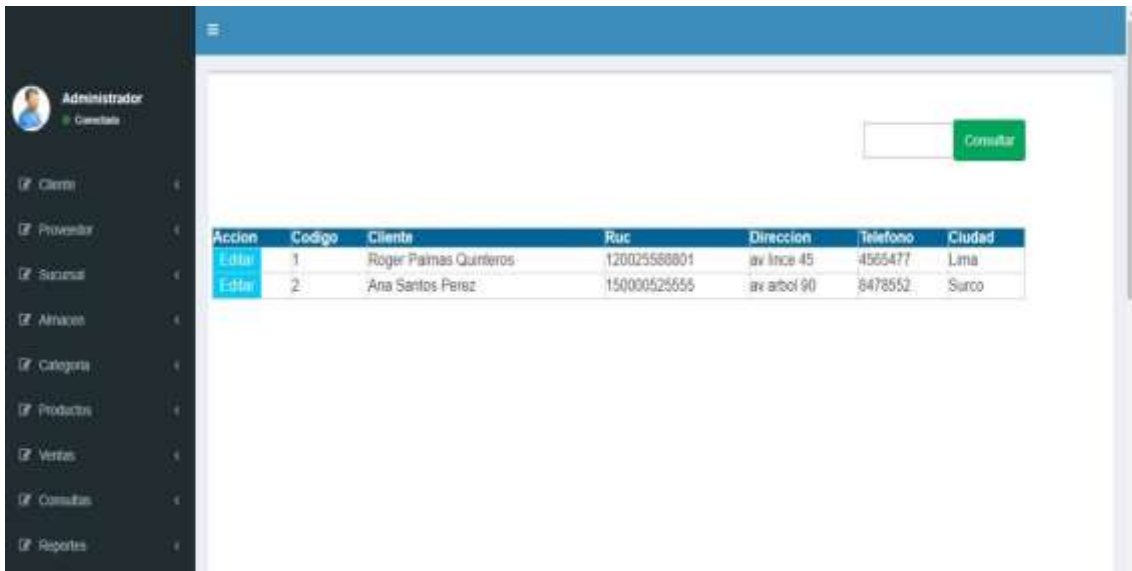 Administrador
Conectado
Cliente
Proveedor
Sucursal
Almacen
Categoria
Productos
Ventas
Consultas
Reportes
Consultar
Accion Codigo Cliente Ruc Direccion Telefono Ciudad
Editar 1 Roger Palmas Quinteros 120025588801 av lince 45 4565477 Lima
Editar 2 Ana Santos Perez 150000525555 av arbol 90 8478552 Surco